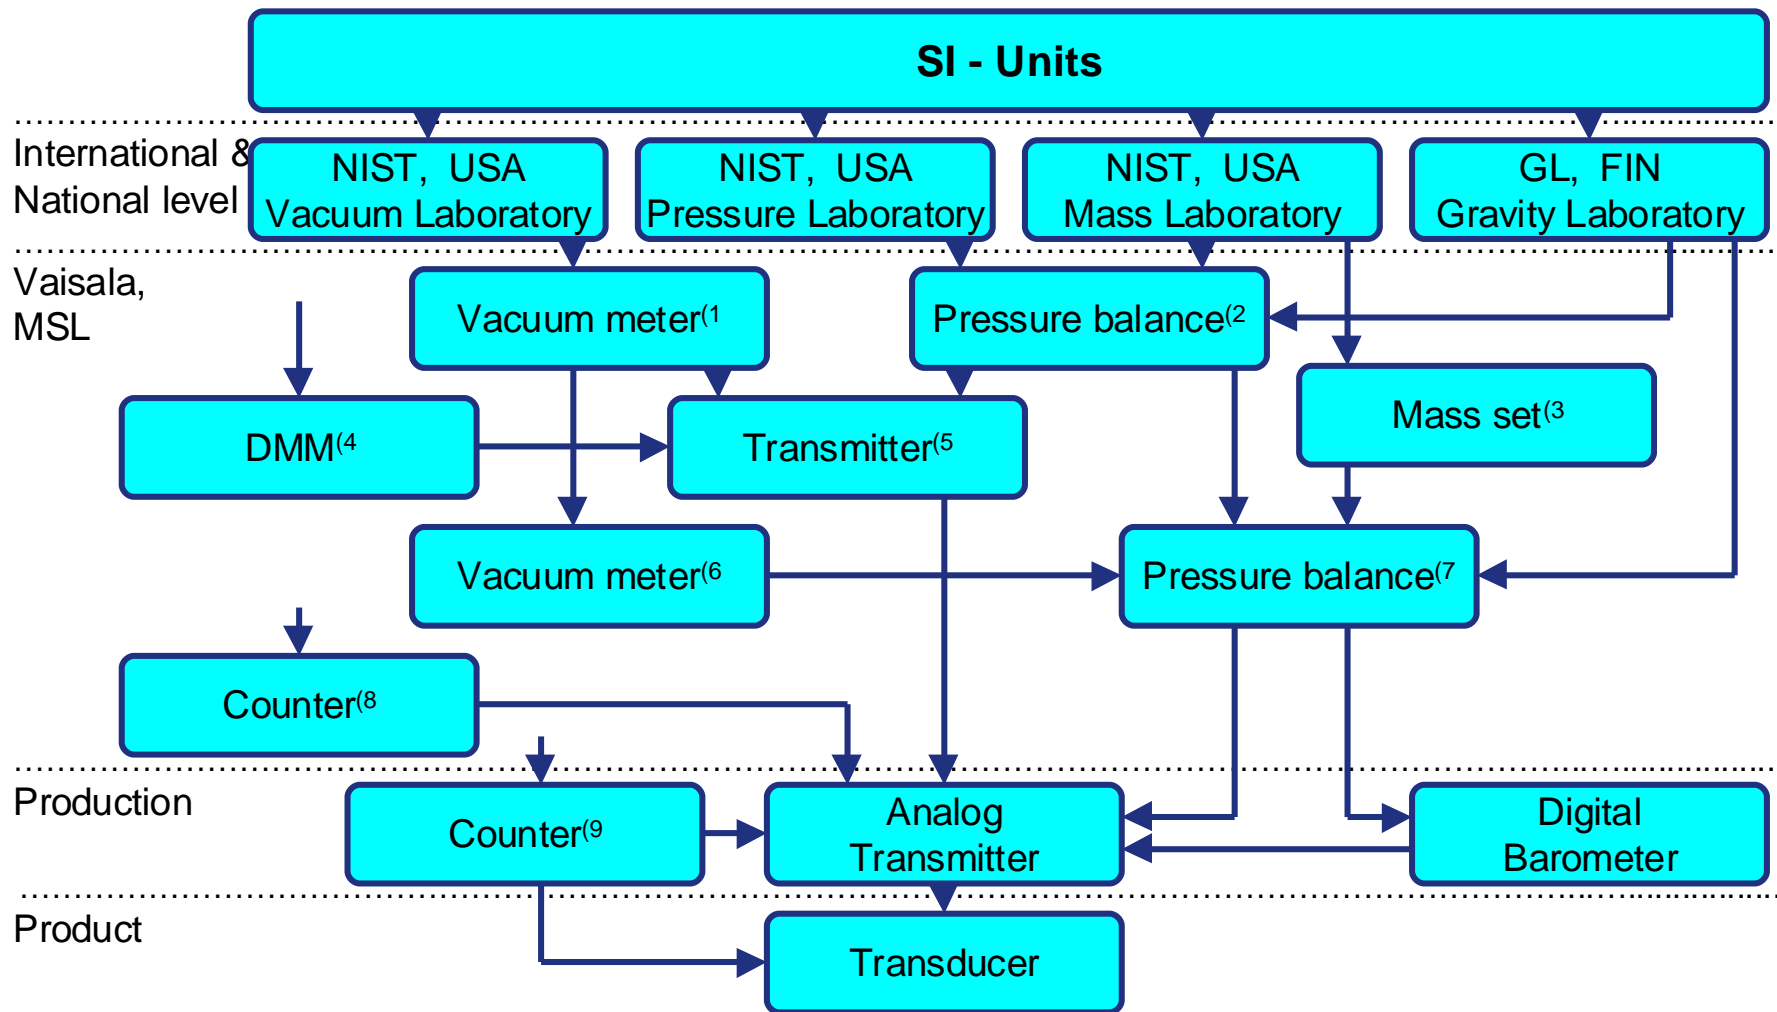 SI - Units
International &
National level
NIST, USA
Vacuum Laboratory
NIST, USA
Pressure Laboratory
NIST, USA
Mass Laboratory
GL, FIN
Gravity Laboratory
Vaisala,
MSL
Vacuum meter(1
Pressure balance(2
Mass set(3
DMM(4
Transmitter(5
Vacuum meter(6
Pressure balance(7
Counter(8
Production
Counter(9
Analog
Transmitter
Digital
Barometer
Product
Transducer